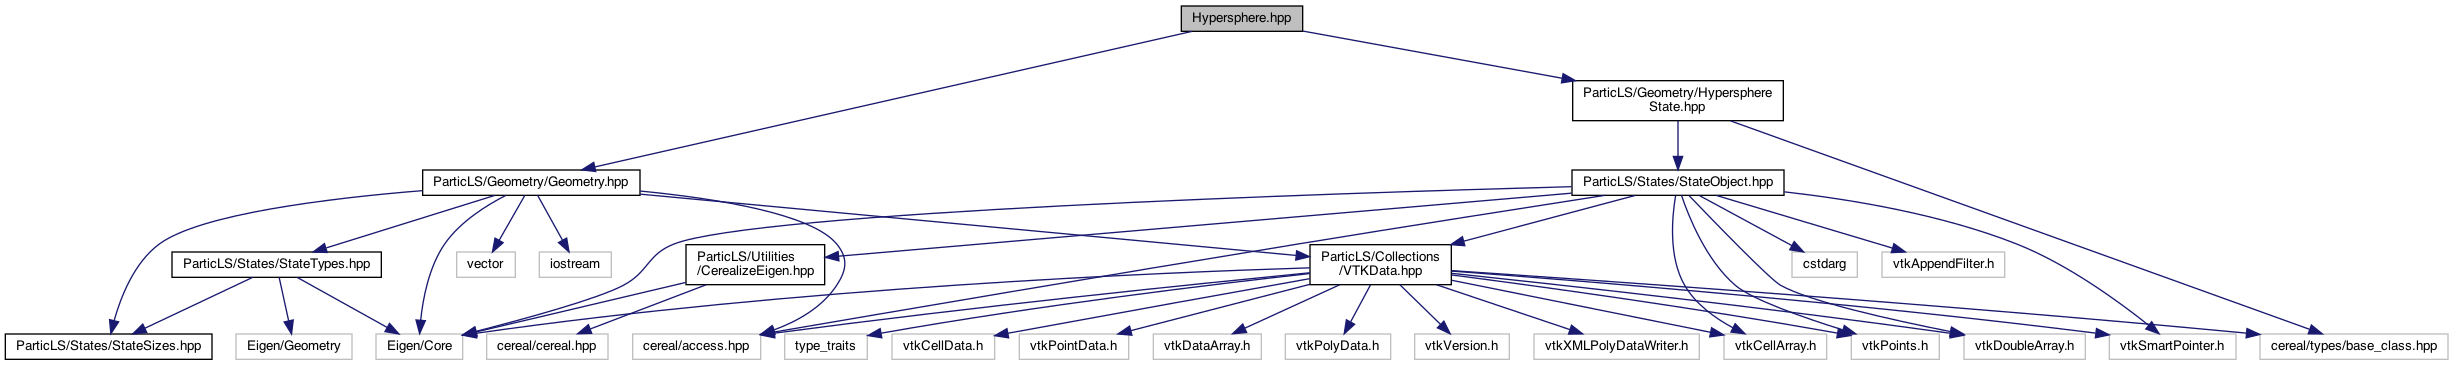 Hypersphere.hpp
ParticLS/Geometry/Hypersphere
State.hpp
ParticLS/Geometry/Geometry.hpp
ParticLS/States/StateObject.hpp
ParticLS/States/StateTypes.hpp
vector
iostream
ParticLS/Utilities
/CerealizeEigen.hpp
ParticLS/Collections
/VTKData.hpp
cstdarg
vtkAppendFilter.h
ParticLS/States/StateSizes.hpp
Eigen/Geometry
Eigen/Core
cereal/cereal.hpp
cereal/access.hpp
type_traits
vtkCellData.h
vtkPointData.h
vtkDataArray.h
vtkPolyData.h
vtkVersion.h
vtkXMLPolyDataWriter.h
vtkCellArray.h
vtkPoints.h
vtkDoubleArray.h
vtkSmartPointer.h
cereal/types/base_class.hpp